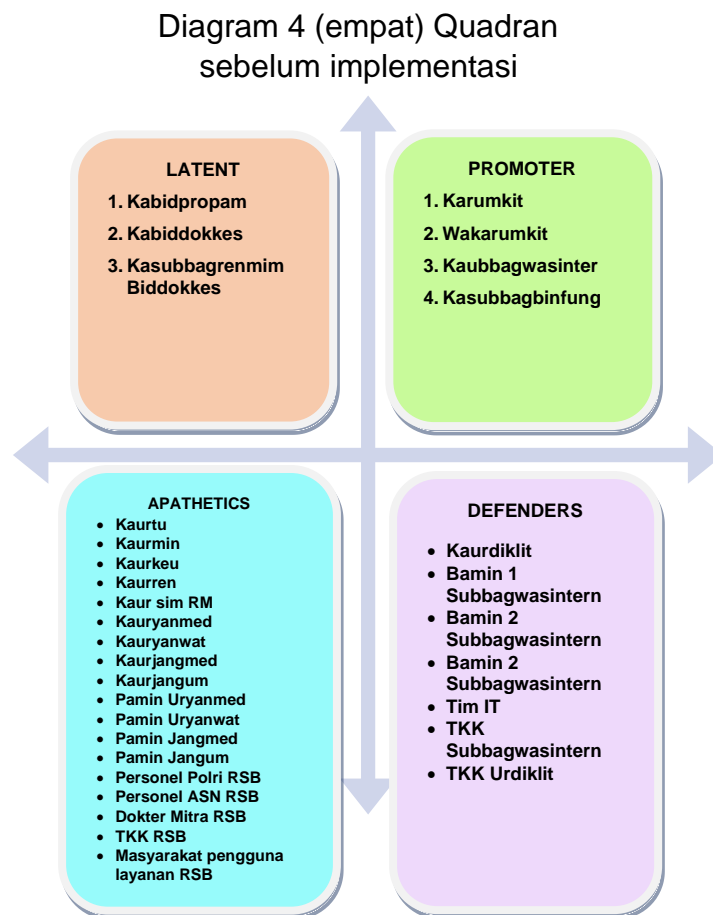 Diagram 4 (empat) Quadran
sebelum implementasi
LATENT
1. Kabidpropam
2. Kabiddokkes
3. Kasubbagrenmim
Biddokkes
PROMOTER
1. Karumkit
2. Wakarumkit
3. Kaubbagwasinter
4. Kasubbagbinfung
APATHETICS
• Kaurtu
• Kaurmin
• Kaurkeu
• Kaurren
• Kaur sim RM
• Kauryanmed
• Kauryanwat
• Kaurjangmed
• Kaurjangum
• Pamin Uryanmed
• Pamin Uryanwat
• Pamin Jangmed
• Pamin Jangum
• Personel Polri RSB
• Personel ASN RSB
• Dokter Mitra RSB
• TKK RSB
• Masyarakat pengguna
layanan RSB
DEFENDERS
• Kaurdiklit
• Bamin 1
Subbagwasintern
• Bamin 2
Subbagwasintern
• Bamin 2
Subbagwasintern
• Tim IT
• TKK
Subbagwasintern
• TKK Urdiklit